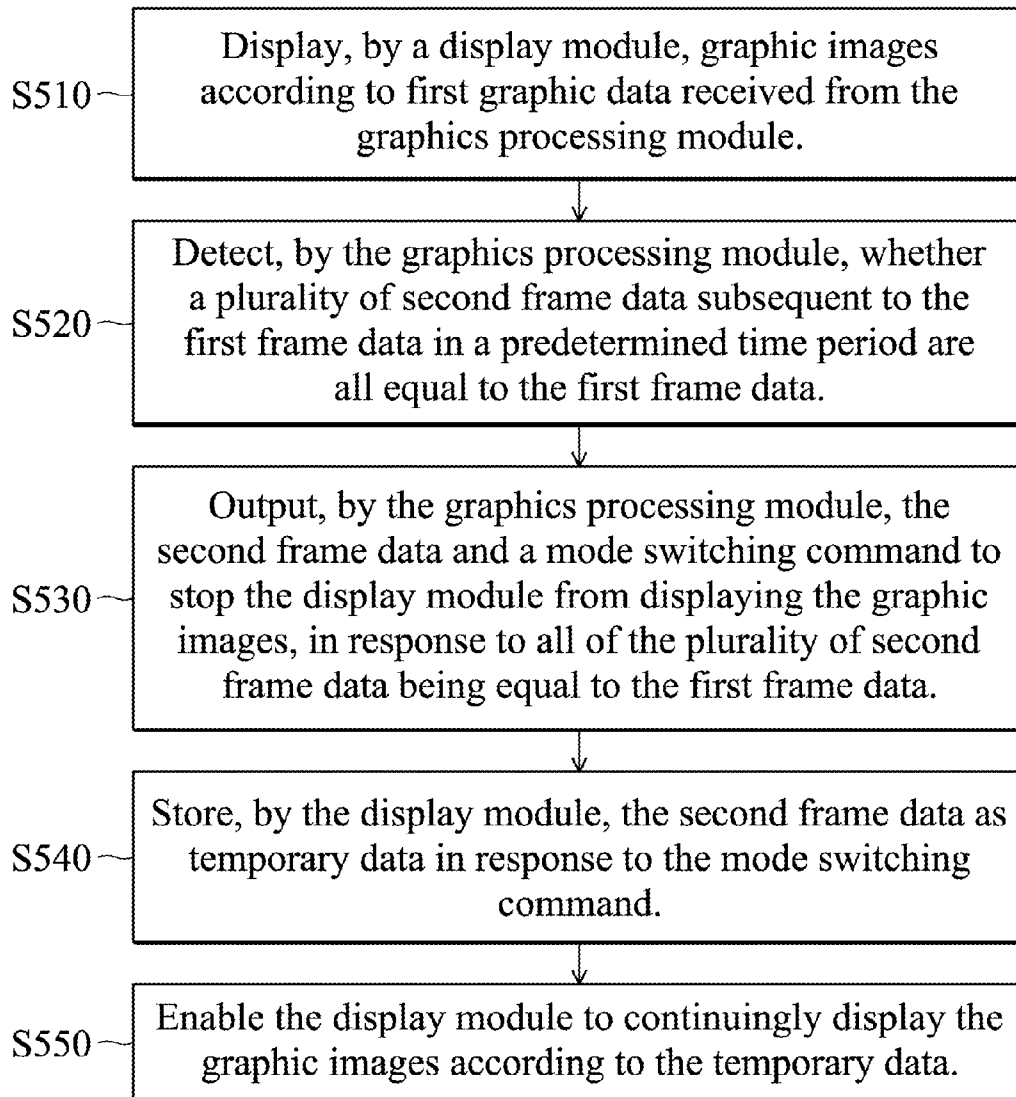 Display, by a display module, graphic images
S510
according to first graphic data received from the
graphics processing module.
Detect, by the graphics processing module, whether
a plurality of second frame data subsequent to the
S520
first frame data in a predetermined time period are
all equal to the first frame data.
Output, by the graphics processing module, the
second frame data and a mode switching command to
S530
stop the display module from displaying the graphic
images, in response to all of the plurality of second
frame data being equal to the first frame data.
Store, by the display module, the second frame data as
S540
temporary data in response to the mode switching
command.
Enable the display module to continuingly display the
S550
graphic images according to the temporary data.